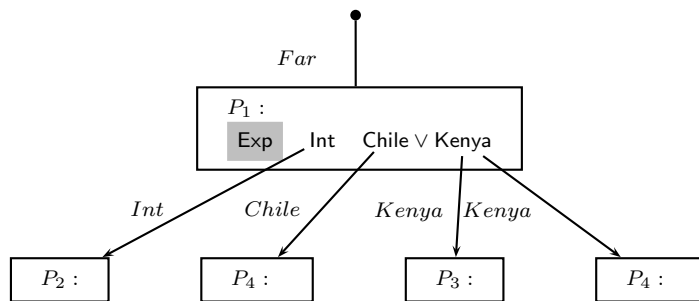 Far
P₁ :
Exp Int Chile ∨ Kenya
Int Chile Kenya Kenya
P₂ : P₄ : P₃ : P₄ :